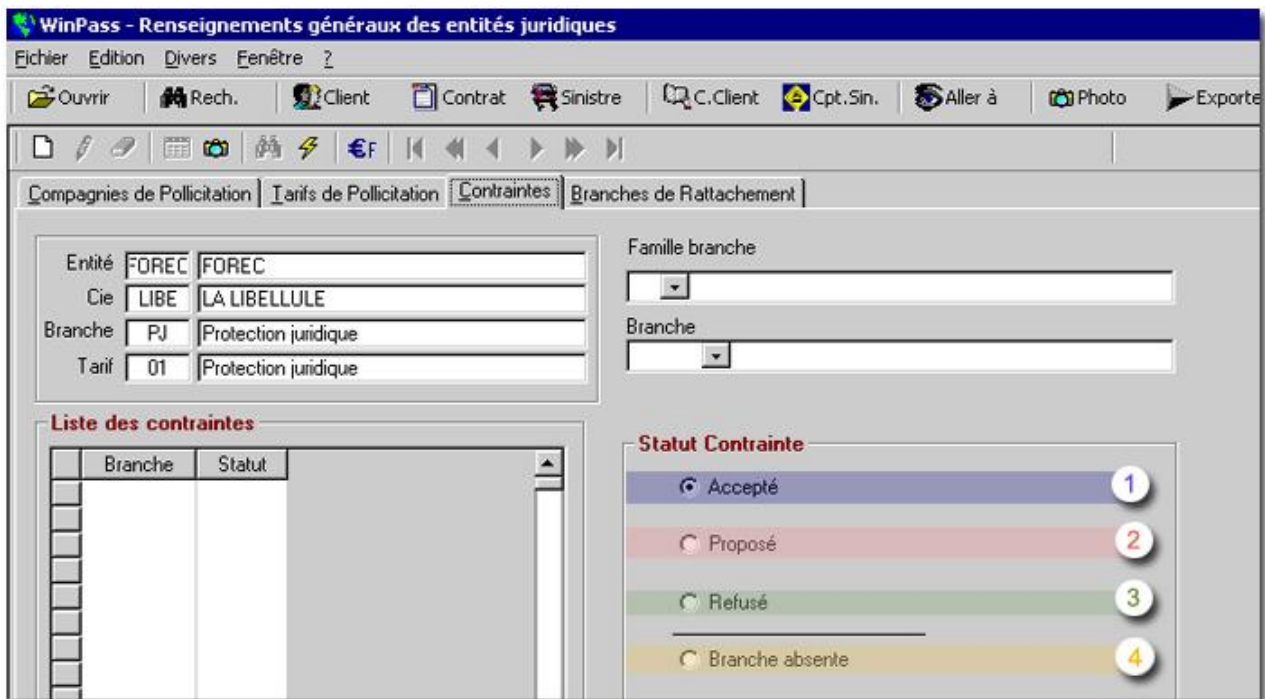 WinPass - Renseignements généraux des entités juridiques
Fichier Edition Divers Fenêtre ?
Ouvrir Rech. Client Contrat Sinistre C.Client Cpt.Sin. Aller à Photo Exporte
€F
Compagnies de Pollicitation Tarifs de Pollicitation Contraintes Branches de Rattachement
Entité FOREC FOREC
Cie LIBE LA LIBELLULE
Branche PJ Protection juridique
Tarif 01 Protection juridique
Famille branche
Branche
Liste des contraintes
Branche Statut
Statut Contrainte
Accepté 1
Proposé 2
Refusé 3
Branche absente 4